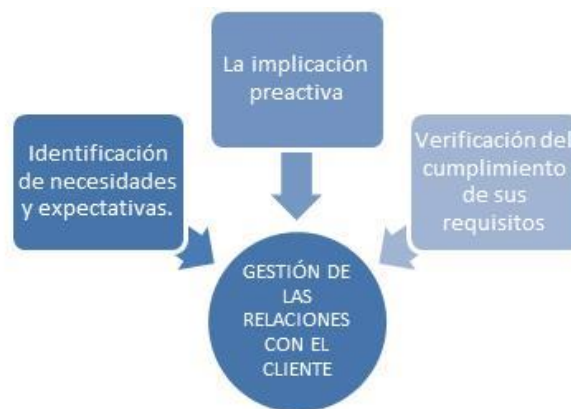 La implicación
preactiva
Identificación
de necesidades
y expectativas.
Verificación del
cumplimiento
de sus
requisitos
GESTIÓN DE
LAS
RELACIONES
CON EL
CLIENTE